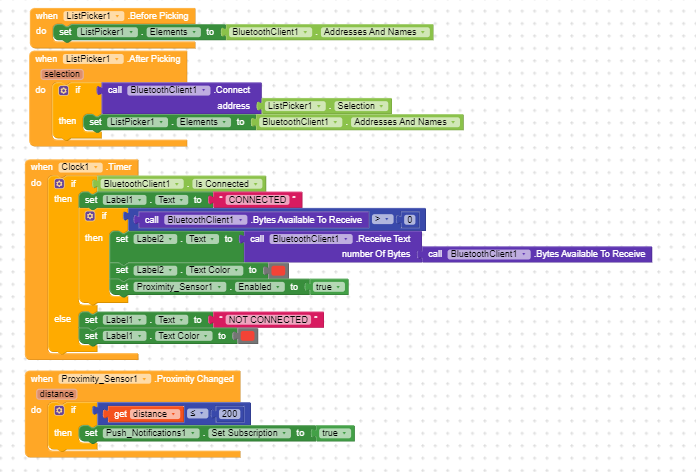 when ListPicker1 .Before Picking
do set ListPicker1 . Elements to BluetoothClient1 . Addresses And Names
when ListPicker1 .After Picking
selection
do if call BluetoothClient1 .Connect
address ListPicker1 . Selection
then set ListPicker1 . Elements to BluetoothClient1 . Addresses And Names
when Clock1 .Timer
do if BluetoothClient1 . Is Connected
then set Label1 . Text to " CONNECTED "
if call BluetoothClient1 .Bytes Available To Receive > 0
then set Label2 . Text to call BluetoothClient1 .Receive Text
number Of Bytes call BluetoothClient1 .Bytes Available To Receive
set Label2 . Text Color to
set Proximity_Sensor1 . Enabled to true
else set Label1 . Text to " NOT CONNECTED "
set Label1 . Text Color to
when Proximity_Sensor1 .Proximity Changed
distance
do if get distance ≤ 200
then set Push_Notifications1 . Set Subscription to true